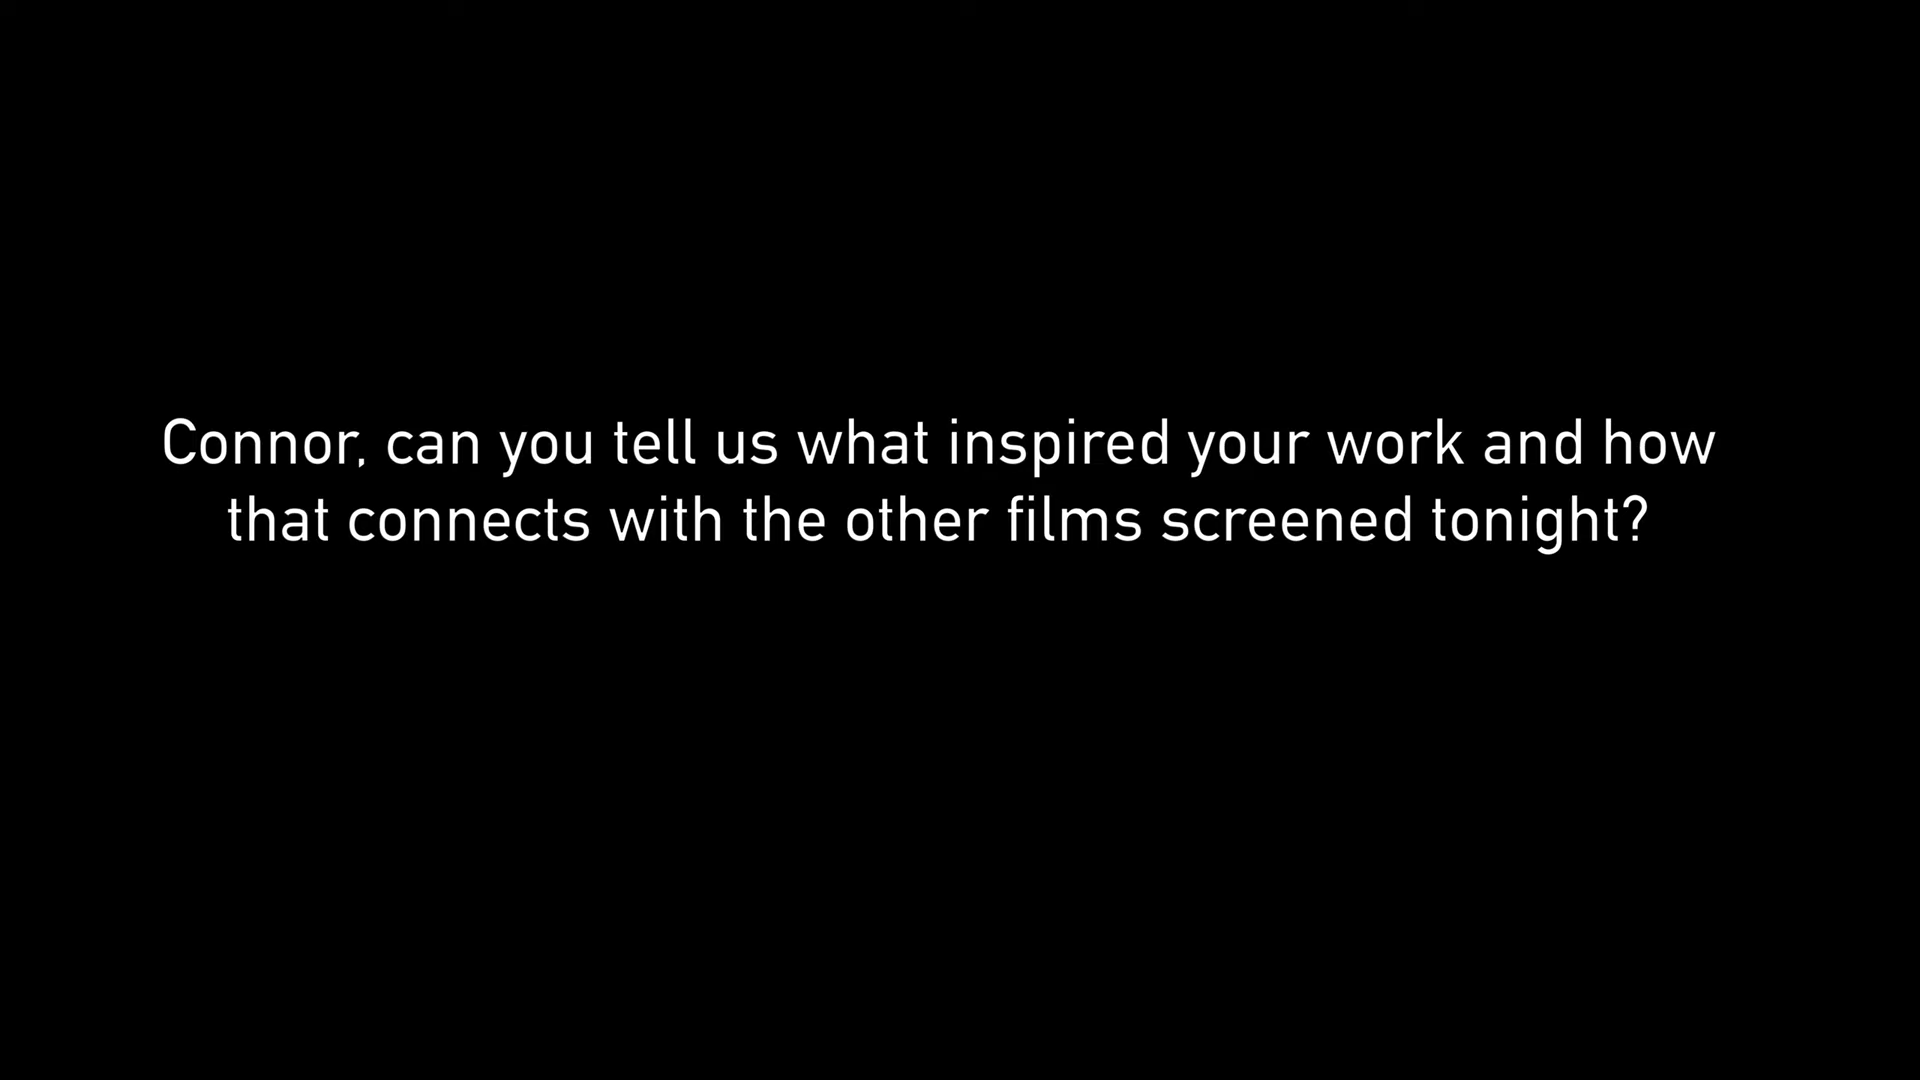 Connor, can you tell us what inspired your work and how
that connects with the other films screened tonight?